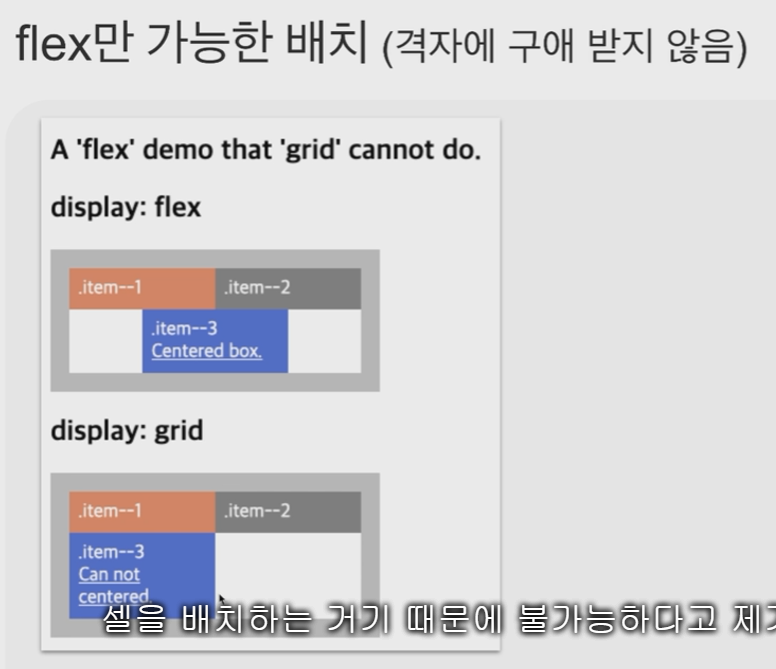 flex만 가능한 배치 (격자에 구애 받지 않음)
A 'flex' demo that 'grid' cannot do.
display: flex
.item--1
.item--2
.item--3
Centered box.
display: grid
.item--1
.item--2
.item--3
Can not
centered.
셀을 배치하는 거기 때문에 불가능하다고